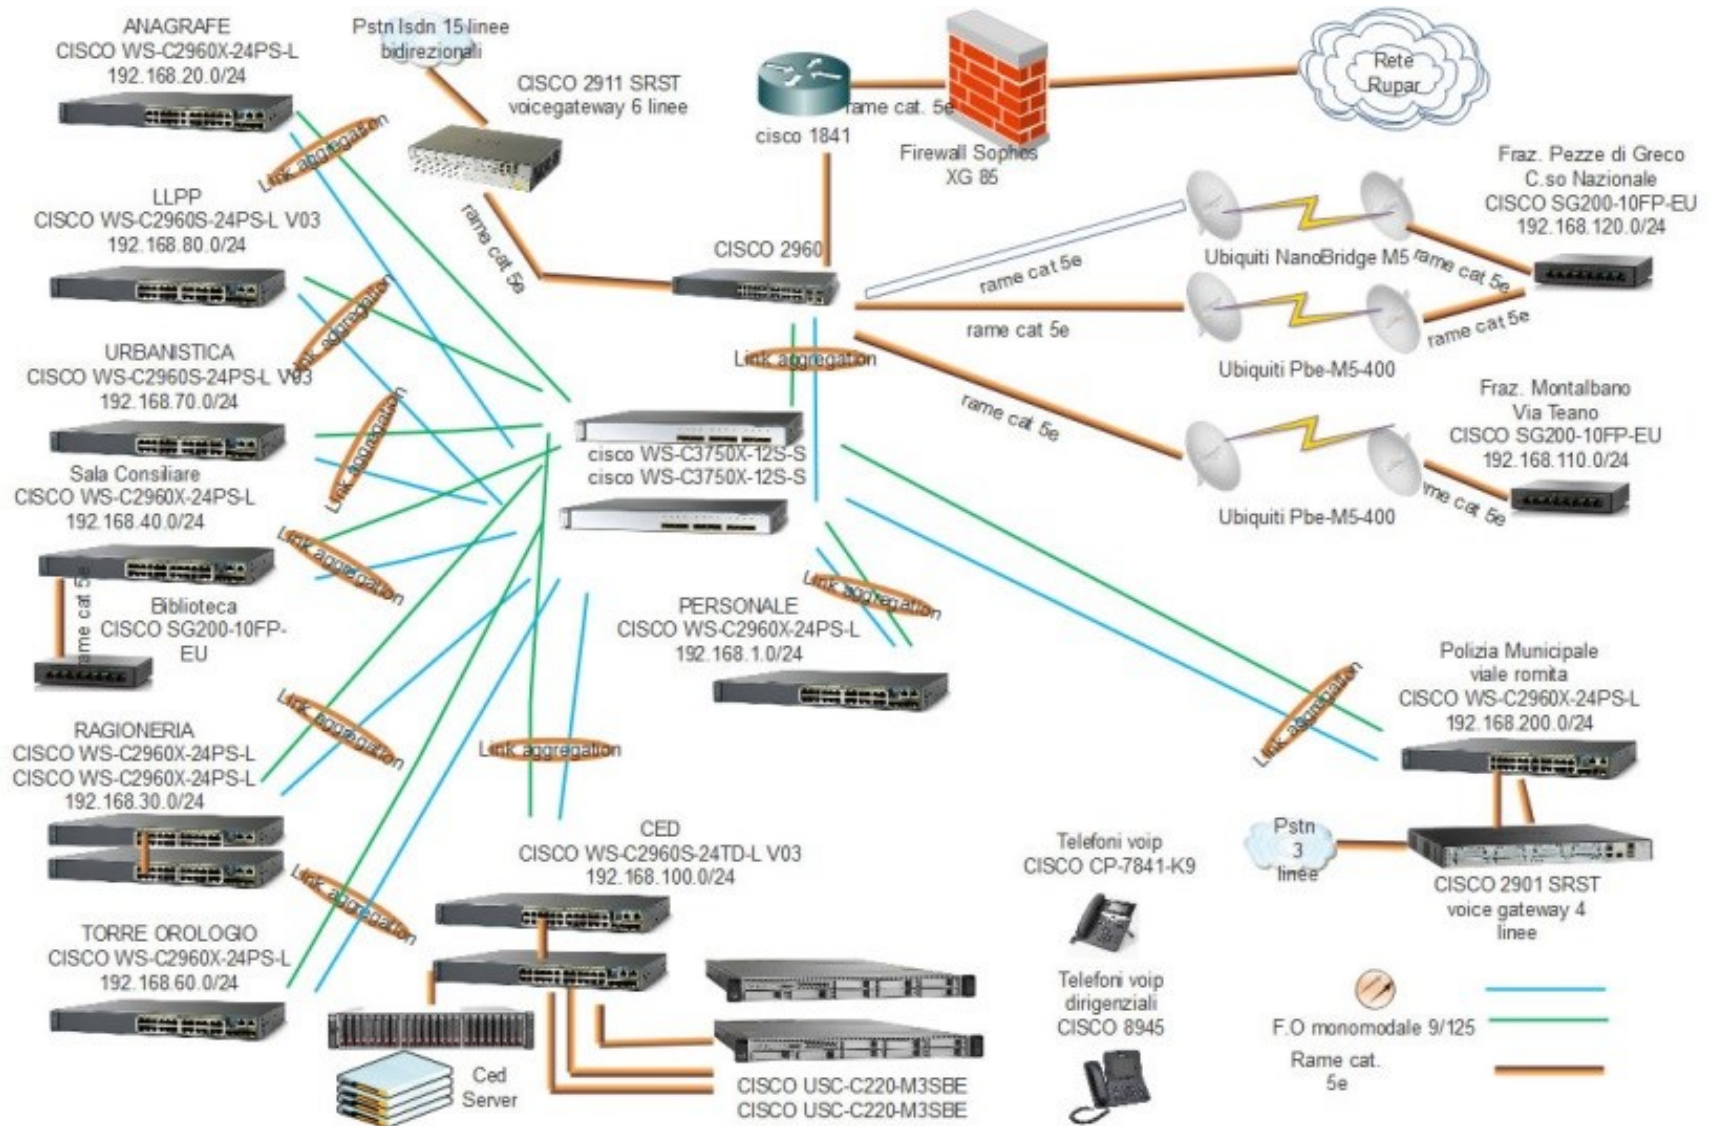 ANAGRAFE
CISCO WS-C2960X-24PS-L
192.168.20.0/24
Link aggregation
Pstn Isdn 15 linee
bidirezionali
CISCO 2911 SRST
voicegateway 6 linee
rame cat 5e
cisco 1841
rame cat. 5e
Firewall Sophos
XG 85
Rete
Rupar
LLPP
CISCO WS-C2960S-24PS-L V03
192.168.80.0/24
Link aggregation
CISCO 2960
Link aggregation
rame cat 5e
Ubiquiti NanoBridge M5
rame cat 5e
Fraz. Pezze di Greco
C.so Nazionale
CISCO SG200-10FP-EU
192.168.120.0/24
rame cat 5e
Ubiquiti Pbe-M5-400
rame cat 5e
rame cat 5e
Ubiquiti Pbe-M5-400
rame cat 5e
Fraz. Montalbano
Via Teano
CISCO SG200-10FP-EU
192.168.110.0/24
URBANISTICA
CISCO WS-C2960S-24PS-L V03
192.168.70.0/24
Link aggregation
cisco WS-C3750X-12S-S
cisco WS-C3750X-12S-S
Sala Consiliare
CISCO WS-C2960X-24PS-L
192.168.40.0/24
Link aggregation
rame cat 5e
Biblioteca
CISCO SG200-10FP-
EU
Link aggregation
PERSONALE
CISCO WS-C2960X-24PS-L
192.168.1.0/24
Link aggregation
Polizia Municipale
viale romita
CISCO WS-C2960X-24PS-L
192.168.200.0/24
Pstn
3
linee
CISCO 2901 SRST
voice gateway 4
linee
RAGIONERIA
CISCO WS-C2960X-24PS-L
CISCO WS-C2960X-24PS-L
192.168.30.0/24
Link aggregation
Link aggregation
CED
CISCO WS-C2960S-24TD-L V03
192.168.100.0/24
TORRE OROLOGIO
CISCO WS-C2960X-24PS-L
192.168.60.0/24
Link aggregation
Ced
Server
CISCO USC-C220-M3SBE
CISCO USC-C220-M3SBE
Telefoni voip
CISCO CP-7841-K9
Telefoni voip
dirigenziali
CISCO 8945
F.O monomodale 9/125
Rame cat.
5e